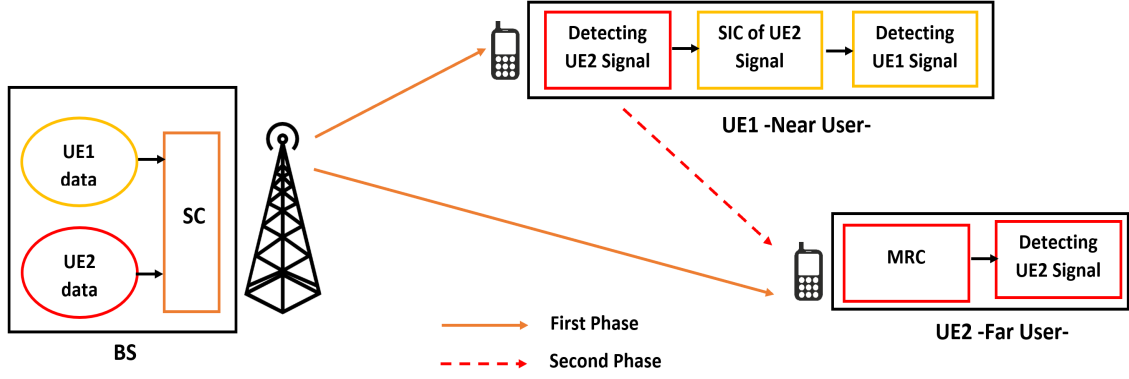 UE1
data
UE2
data
SC
BS
Detecting
UE2 Signal
SIC of UE2
Signal
Detecting
UE1 Signal
UE1 -Near User-
MRC
Detecting
UE2 Signal
UE2 -Far User-
First Phase
Second Phase